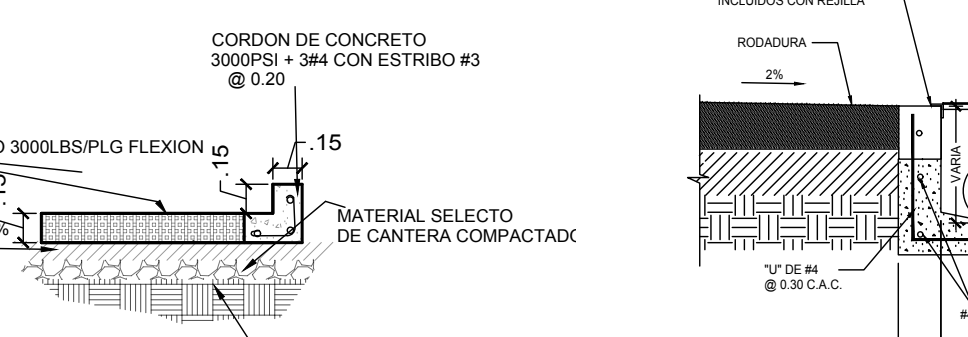 CORDON DE CONCRETO
3000PSI + 3#4 CON ESTRIBO #3
@ 0.20
3000LBS/PLG FLEXION
.15
.15
.15
%
MATERIAL SELECTO
DE CANTERA COMPACTADO
INCLUIDOS CON REJILLA
RODADURA
2%
VARIA
"U" DE #4
@ 0.30 C.A.C.
#